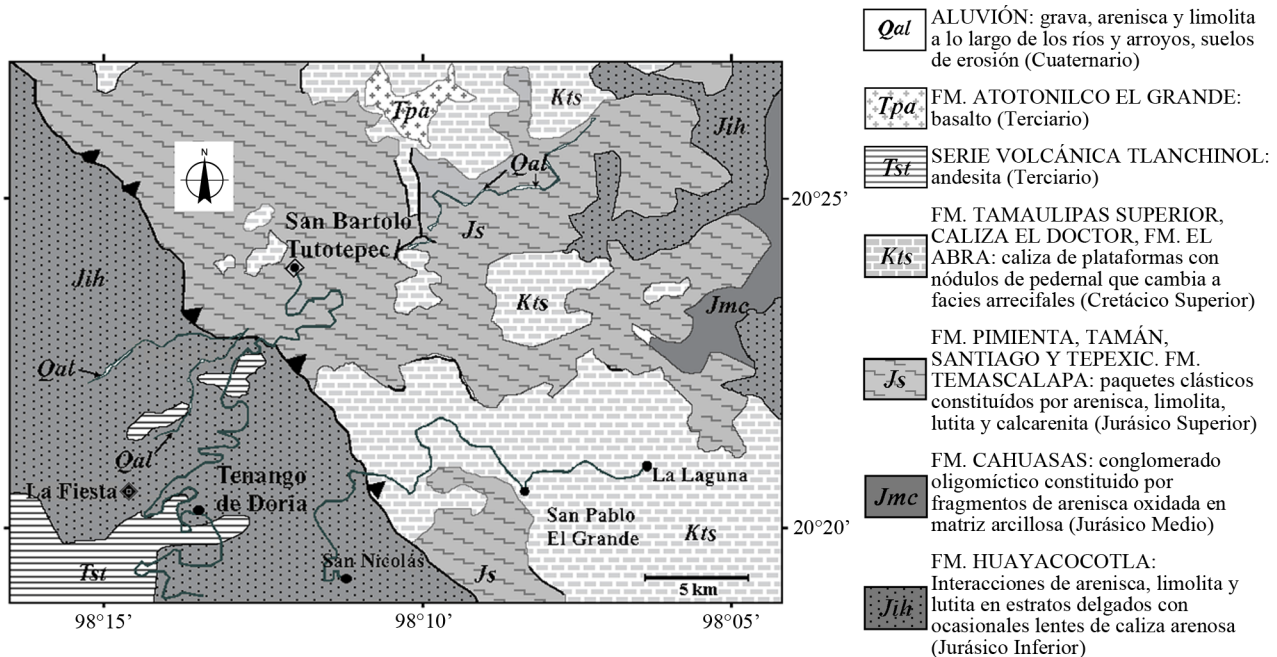 N
Tpa
Kts
Jih
Qal
20°25’
San Bartolo
Tutotepec
Js
Jih
Kts
Jmc
Qal
Qal
Tenango
de Doria
La Fiesta
La Laguna
San Pablo
El Grande
Kts
20°20’
San Nicolás
Tst
Js
5 km
98°15’
98°10’
98°05’
Qal
ALUVIÓN: grava, arenisca y limolita
a lo largo de los ríos y arroyos, suelos
de erosión (Cuaternario)
Tpa
FM. ATOTONILCO EL GRANDE:
basalto (Terciario)
Tst
SERIE VOLCÁNICA TLANCHINOL:
andesita (Terciario)
Kts
FM. TAMAULIPAS SUPERIOR,
CALIZA EL DOCTOR, FM. EL
ABRA: caliza de plataformas con
nódulos de pedernal que cambia a
facies arrecifales (Cretácico Superior)
Js
FM. PIMIENTA, TAMÁN,
SANTIAGO Y TEPEXIC. FM.
TEMASCALAPA: paquetes clásticos
constituídos por arenisca, limolita,
lutita y calcarenita (Jurásico Superior)
Jmc
FM. CAHUASAS: conglomerado
oligomíctico constituido por
fragmentos de arenisca oxidada en
matriz arcillosa (Jurásico Medio)
Jih
FM. HUAYACOCOTLA:
Interacciones de arenisca, limolita y
lutita en estratos delgados con
ocasionales lentes de caliza arenosa
(Jurásico Inferior)